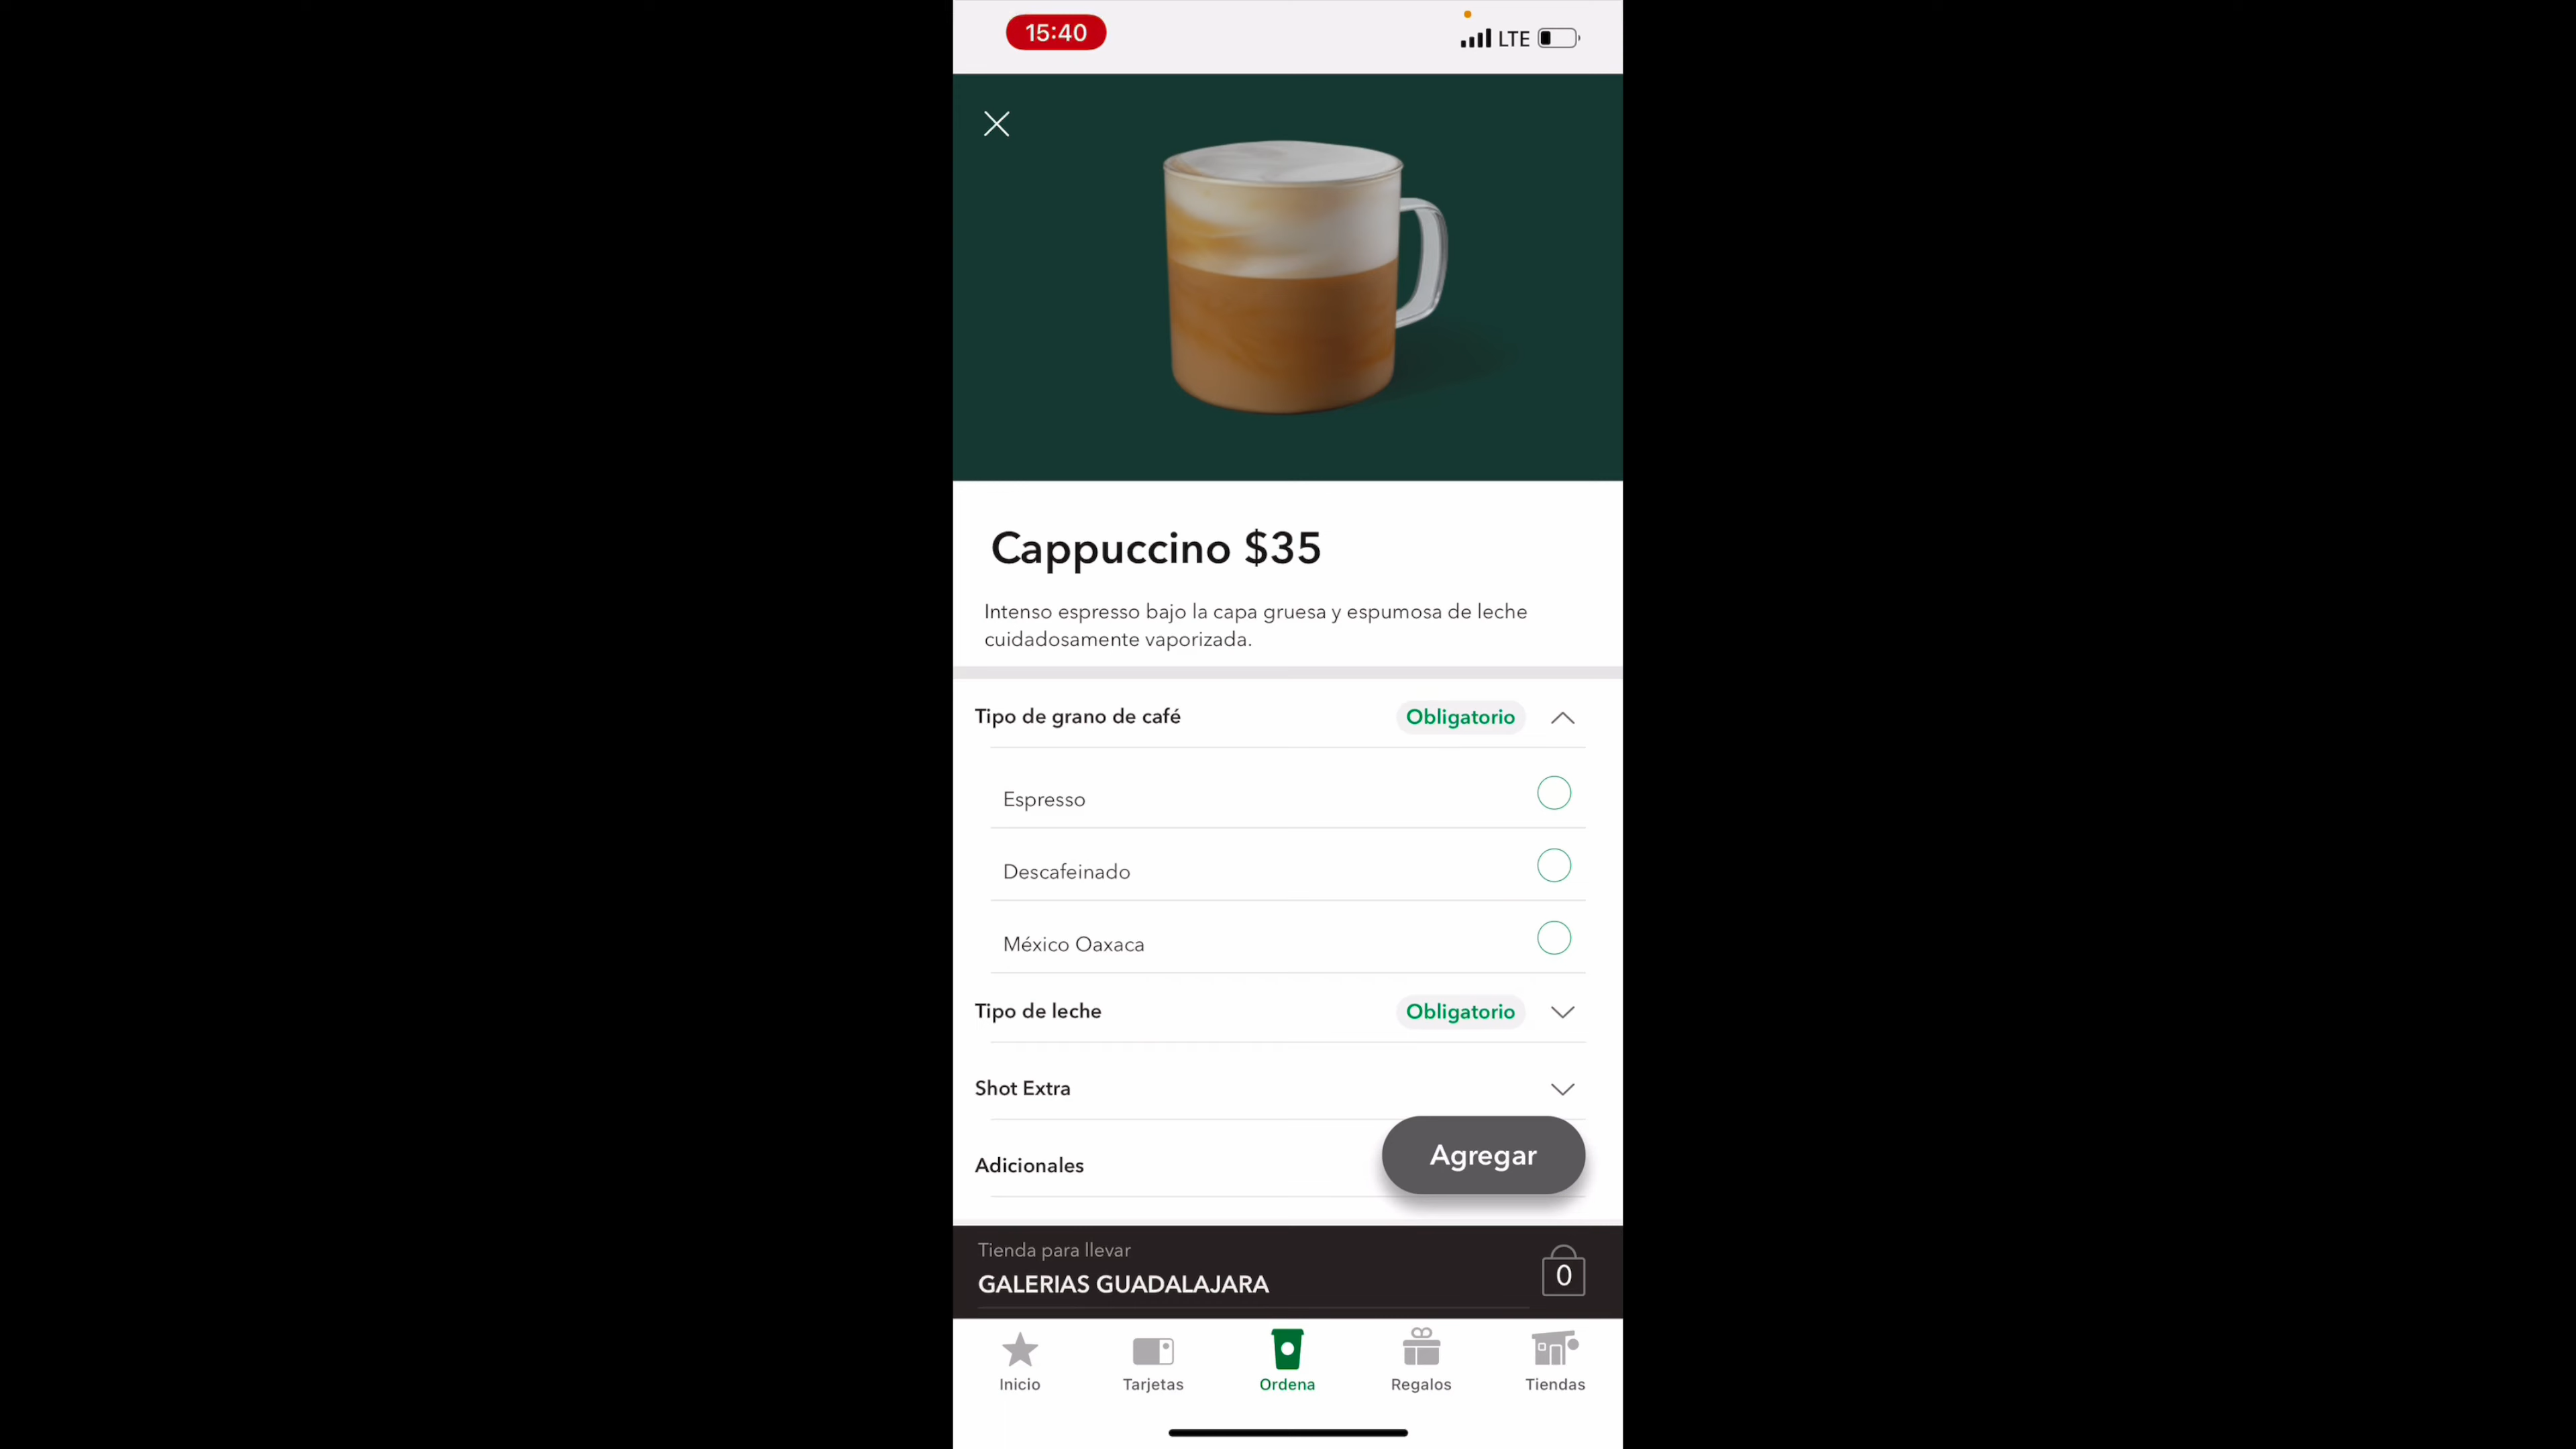 15:40
LTE
Cappuccino $35
Intenso espresso bajo la capa gruesa y espumosa de leche
cuidadosamente vaporizada.
Tipo de grano de café Obligatorio
Espresso
Descafeinado
México Oaxaca
Tipo de leche Obligatorio
Shot Extra
Adicionales
Agregar
Tienda para llevar
GALERIAS GUADALAJARA
0
Inicio Tarjetas Ordena Regalos Tiendas